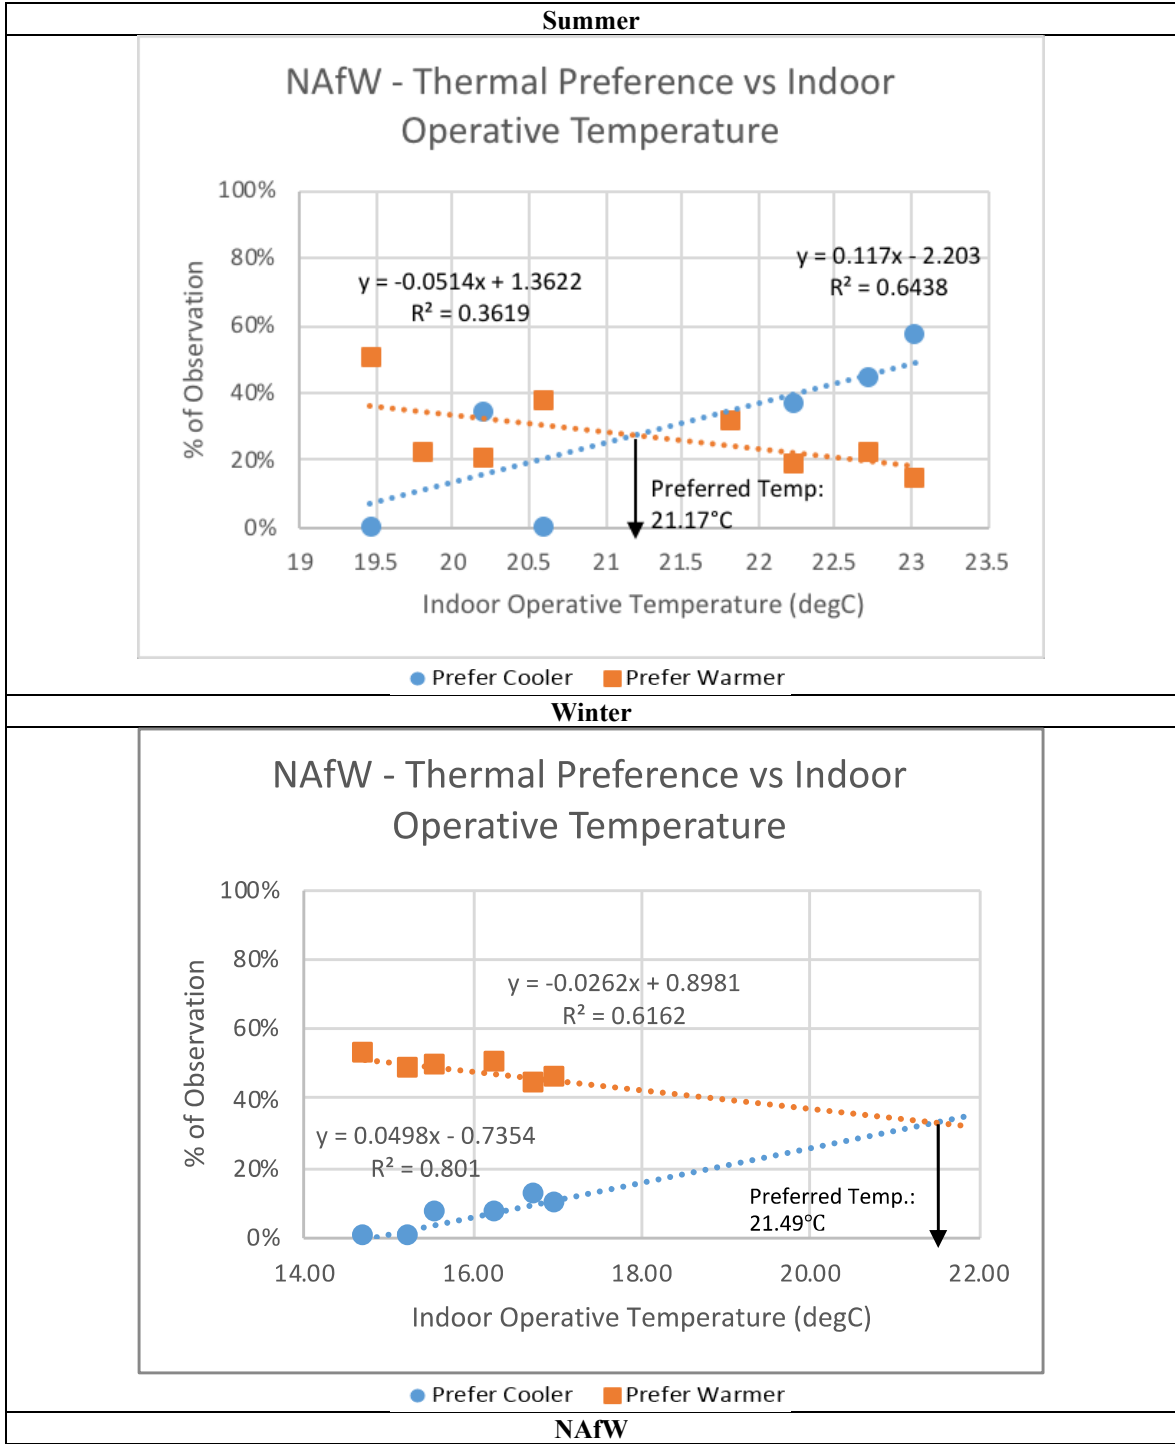 Summer
NAfW - Thermal Preference vs Indoor
Operative Temperature
100%
80%
60%
40%
20%
0%
% of Observation
y = -0.0514x + 1.3622
R² = 0.3619
y = 0.117x - 2.203
R² = 0.6438
Preferred Temp:
21.17°C
19 19.5 20 20.5 21 21.5 22 22.5 23 23.5
Indoor Operative Temperature (degC)
Prefer Cooler Prefer Warmer
Winter
NAfW - Thermal Preference vs Indoor
Operative Temperature
100%
80%
60%
40%
20%
0%
% of Observation
y = -0.0262x + 0.8981
R² = 0.6162
y = 0.0498x - 0.7354
R² = 0.801
Preferred Temp.:
21.49℃
14.00 16.00 18.00 20.00 22.00
Indoor Operative Temperature (degC)
Prefer Cooler Prefer Warmer
NAfW